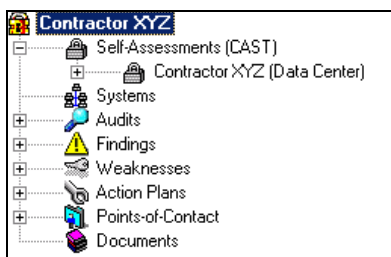 Contractor XYZ
Self-Assessments (CAST)
Contractor XYZ (Data Center)
Systems
Audits
Findings
Weaknesses
Action Plans
Points-of-Contact
Documents